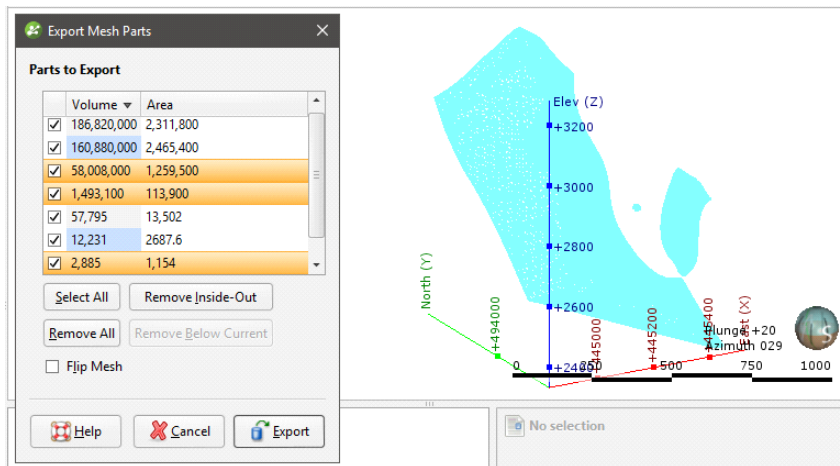 Export Mesh Parts
Parts to Export
Volume Area
186,820,000 2,311,800
160,880,000 2,465,400
58,008,000 1,259,500
1,493,100 113,900
57,795 13,502
12,231 2687.6
2,885 1,154
Select All Remove Inside-Out
Remove All Remove Below Current
Flip Mesh
Help Cancel Export
Elev (Z)
+3200
+3000
+2800
+2600
+2400
North (Y)
+494000
+445000
+445200
+445400
East (X)
Plunge +20
Azimuth 029
0 250 500 750 1000
S
No selection